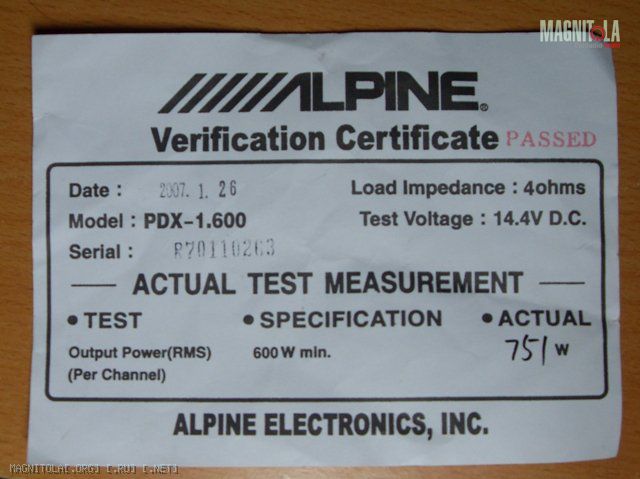 MAGNITOLA
ALPINE®
Verification Certificate PASSED
Date : 2007. 1. 26 Load Impedance : 4ohms
Model : PDX-1.600 Test Voltage : 14.4V D.C.
Serial : R70110263
ACTUAL TEST MEASUREMENT
• TEST • SPECIFICATION • ACTUAL
Output Power(RMS) 600 W min. 751 W
(Per Channel)
ALPINE ELECTRONICS, INC.
MAGNITOLA[.ORG] [.RU] [.NET]